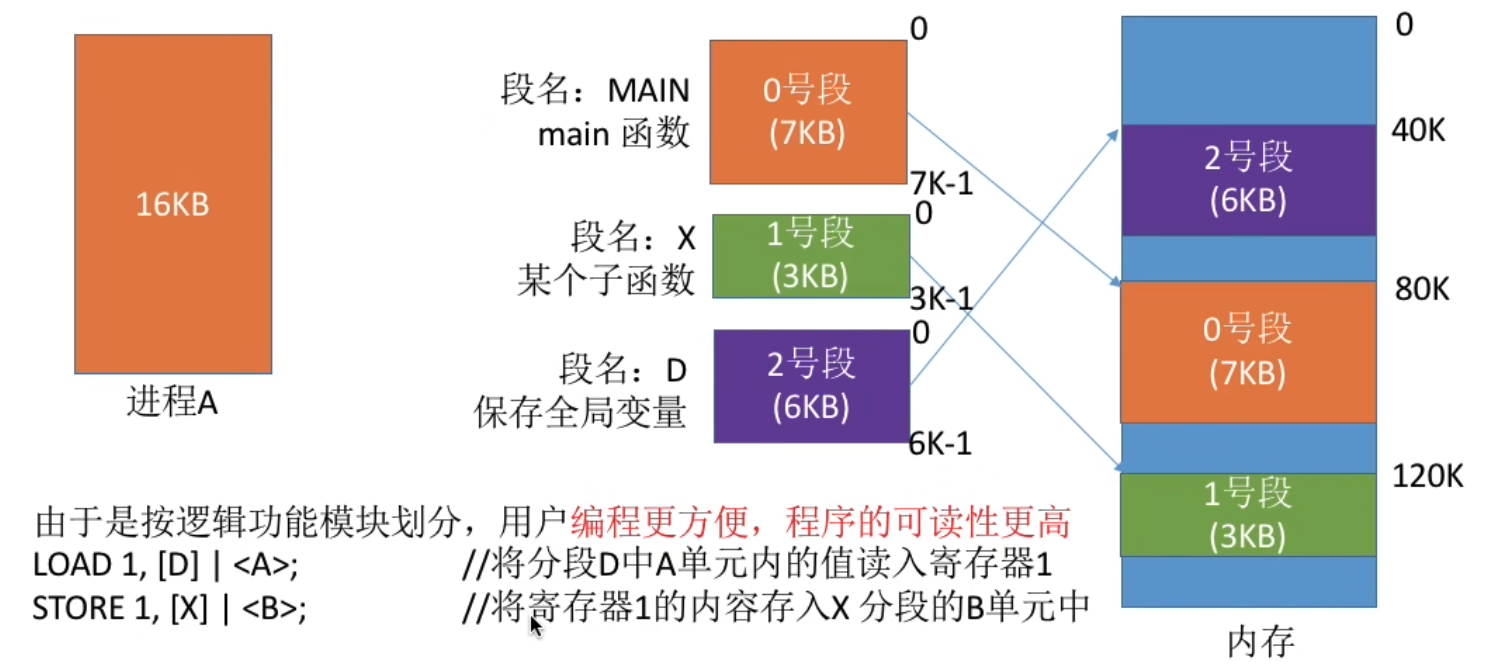 16KB
进程A
段名：MAIN
main 函数
0号段
(7KB)
0
7K-1
段名：X
某个子函数
1号段
(3KB)
0
3K-1
段名：D
保存全局变量
2号段
(6KB)
0
6K-1
0
40K
2号段
(6KB)
80K
0号段
(7KB)
120K
1号段
(3KB)
内存
由于是按逻辑功能模块划分，用户编程更方便，程序的可读性更高
LOAD 1, [D] | <A>; //将分段D中A单元内的值读入寄存器1
STORE 1, [X] | <B>; //将寄存器1的内容存入X 分段的B单元中